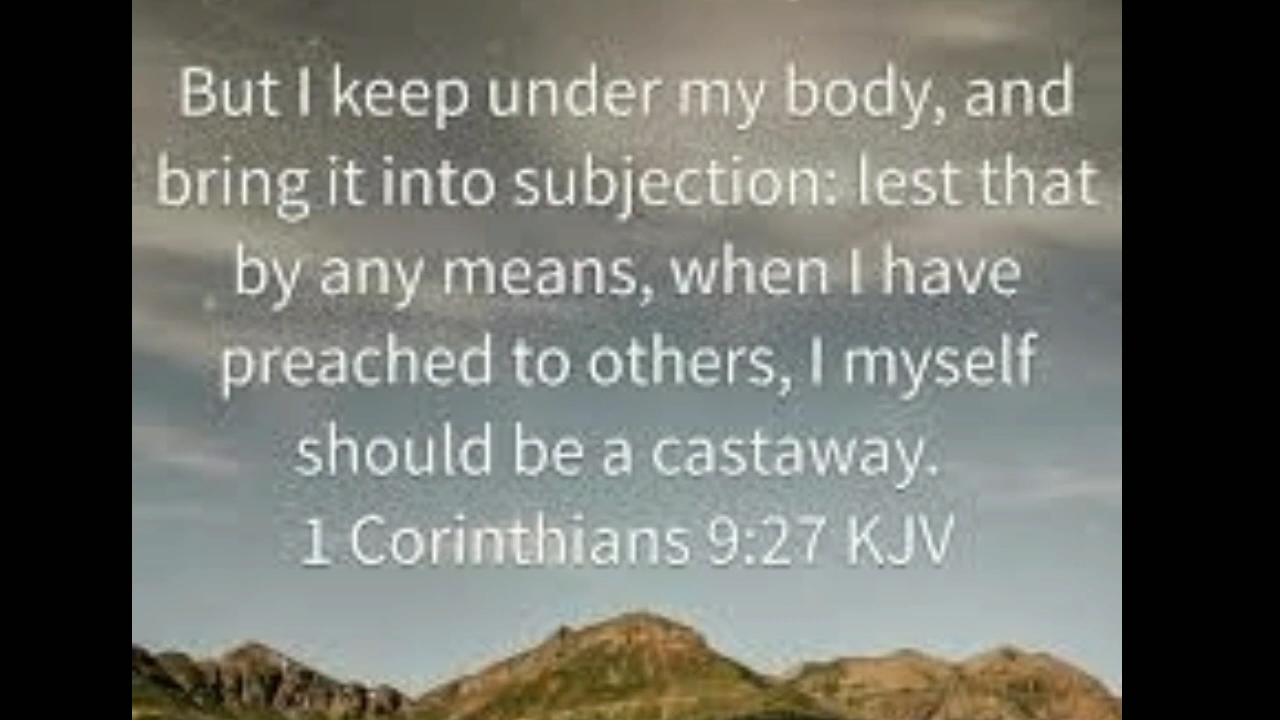 But I keep under my body, and
bring it into subjection: lest that
by any means, when I have
preached to others, I myself
should be a castaway.
1 Corinthians 9:27 KJV